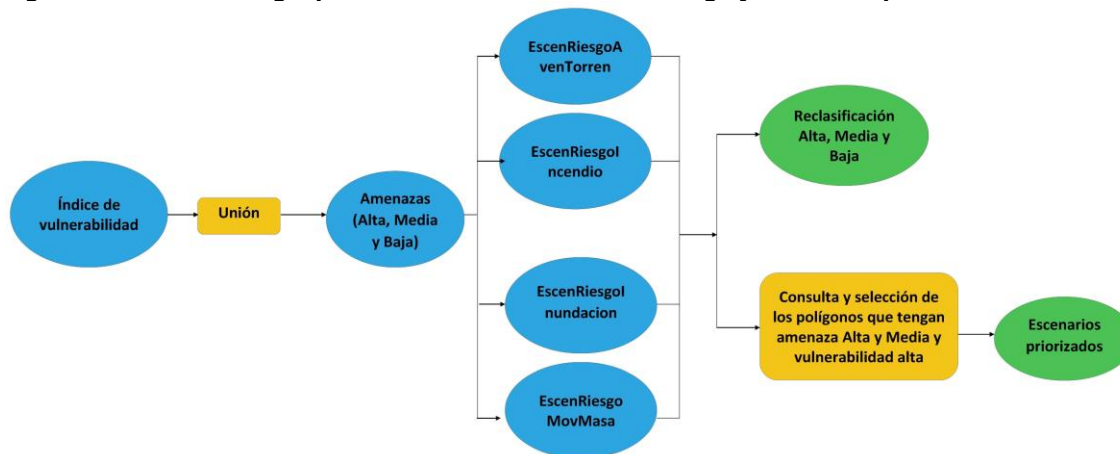 Índice de
vulnerabilidad
Unión
Amenazas
(Alta, Media
y Baja)
EscenRiesgoA
venTorren
EscenRiesgoI
ncendio
EscenRiesgoI
nundacion
EscenRiesgo
MovMasa
Reclasificación
Alta, Media y
Baja
Consulta y selección de
los polígonos que tengan
amenaza Alta y Media y
vulnerabilidad alta
Escenarios
priorizados